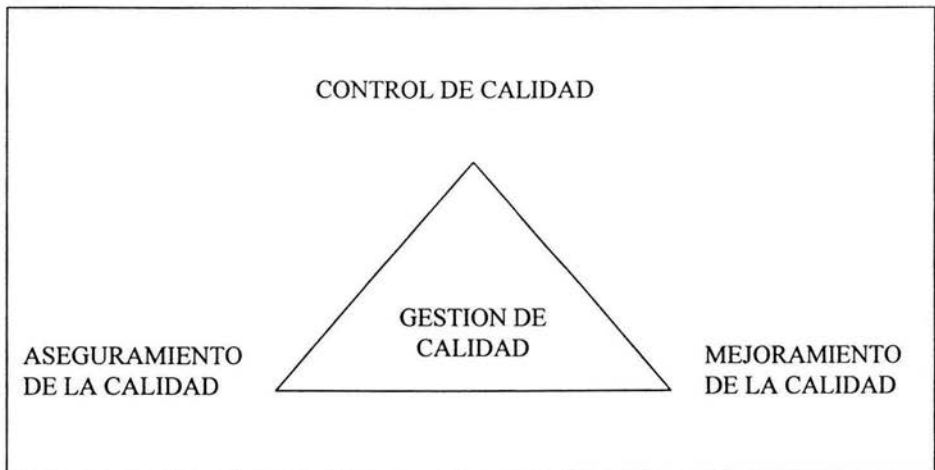 CONTROL DE CALIDAD
GESTION DE
CALIDAD
ASEGURAMIENTO
DE LA CALIDAD
MEJORAMIENTO
DE LA CALIDAD